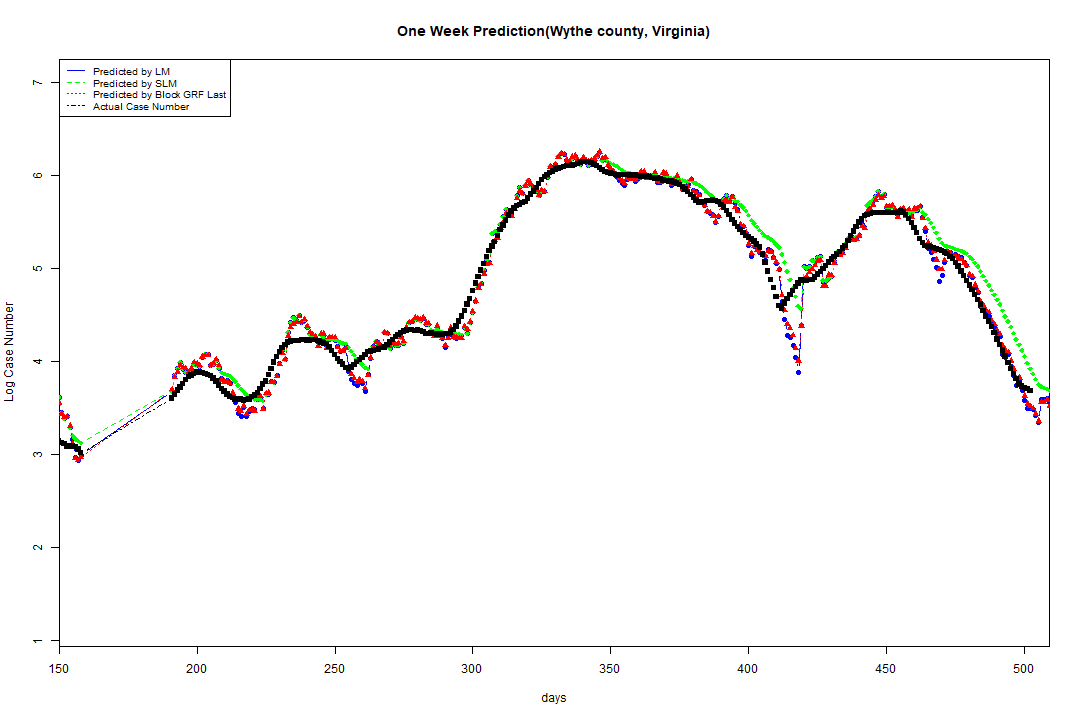 One Week Prediction(Wythe county, Virginia)
Predicted by LM
Predicted by SLM
Predicted by Block GRF Last
Actual Case Number
7
6
5
4
3
2
1
Log Case Number
150 200 250 300 350 400 450 500
days